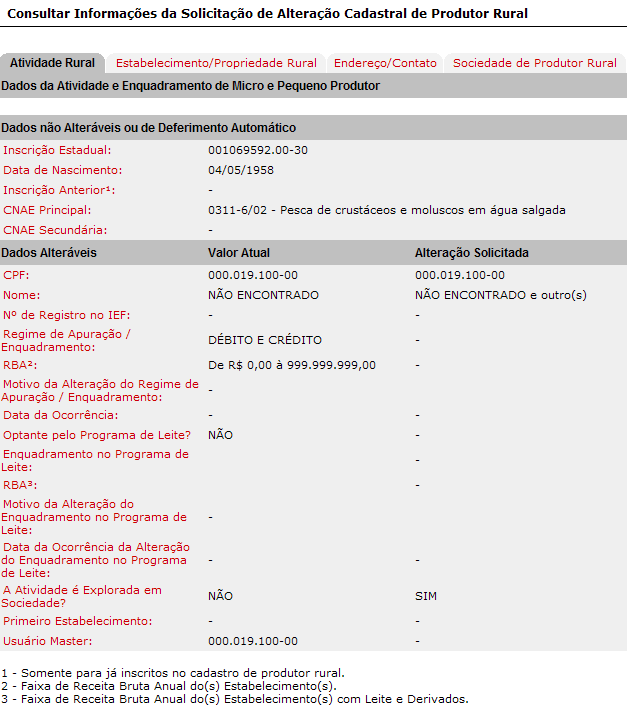 Consultar Informações da Solicitação de Alteração Cadastral de Produtor Rural
Atividade Rural Estabelecimento/Propriedade Rural Endereço/Contato Sociedade de Produtor Rural
Dados da Atividade e Enquadramento de Micro e Pequeno Produtor
Dados não Alteráveis ou de Deferimento Automático
Inscrição Estadual: 001069592.00-30
Data de Nascimento: 04/05/1958
Inscrição Anterior¹: -
CNAE Principal: 0311-6/02 - Pesca de crustáceos e moluscos em água salgada
CNAE Secundária: -
Dados Alteráveis Valor Atual Alteração Solicitada
CPF: 000.019.100-00 000.019.100-00
Nome: NÃO ENCONTRADO NÃO ENCONTRADO e outro(s)
Nº de Registro no IEF: - -
Regime de Apuração /
Enquadramento: DÉBITO E CRÉDITO -
RBA²: De R$ 0,00 à 999.999.999,00 -
Motivo da Alteração do Regime de
Apuração / Enquadramento: -
Data da Ocorrência: - -
Optante pelo Programa de Leite? NÃO -
Enquadramento no Programa de
Leite: -
RBA³: -
Motivo da Alteração do
Enquadramento no Programa de
Leite: -
Data da Ocorrência da Alteração
do Enquadramento no Programa
de Leite: - -
A Atividade é Explorada em
Sociedade? NÃO SIM
Primeiro Estabelecimento: - -
Usuário Master: 000.019.100-00 -
1 - Somente para já inscritos no cadastro de produtor rural.
2 - Faixa de Receita Bruta Anual do(s) Estabelecimento(s).
3 - Faixa de Receita Bruta Anual do(s) Estabelecimento(s) com Leite e Derivados.